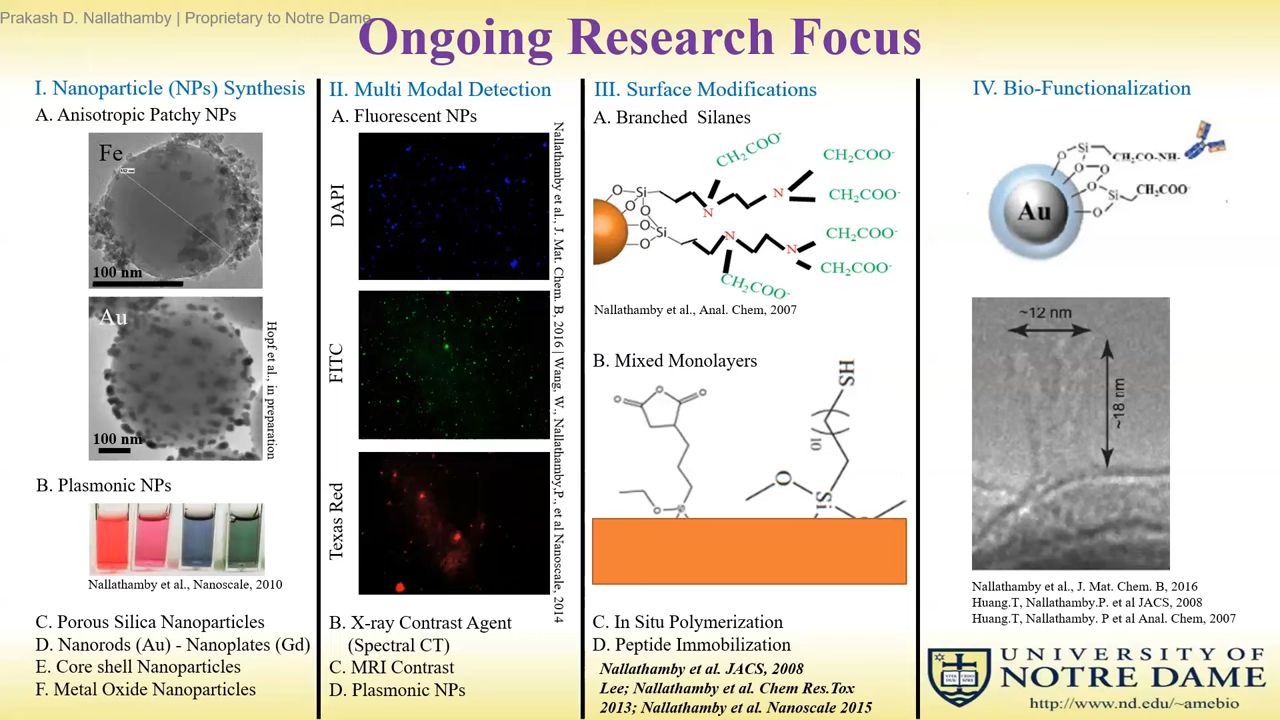 Prakash D. Nallathamby | Proprietary to Notre Dame
Ongoing Research Focus
I. Nanoparticle (NPs) Synthesis
A. Anisotropic Patchy NPs
Fe
100 nm
Au
100 nm
Hopf et al., in preparation
B. Plasmonic NPs
Nallathamby et al., Nanoscale, 2010
C. Porous Silica Nanoparticles
D. Nanorods (Au) - Nanoplates (Gd)
E. Core shell Nanoparticles
F. Metal Oxide Nanoparticles
II. Multi Modal Detection
A. Fluorescent NPs
DAPI
FITC
Texas Red
Nallathamby et al., J. Mat. Chem. B, 2016 | Wang, W., Nallathamby,P., et al Nanoscale, 2014
B. X-ray Contrast Agent
(Spectral CT)
C. MRI Contrast
D. Plasmonic NPs
III. Surface Modifications
A. Branched Silanes
CH₂COO⁻
CH₂COO⁻
CH₂COO⁻
O
Si
N
N
O
O
O
Si
N
N
CH₂COO⁻
O
CH₂COO⁻
CH₂COO⁻
Nallathamby et al., Anal. Chem, 2007
B. Mixed Monolayers
HS
O
O
O
10
O
O
Si
Si
C. In Situ Polymerization
D. Peptide Immobilization
Nallathamby et al. JACS, 2008
Lee; Nallathamby et al. Chem Res.Tox
2013; Nallathamby et al. Nanoscale 2015
IV. Bio-Functionalization
O
Si
CH₂CO-NH-
O
O
O
Si
CH₂COO⁻
O
Au
~12 nm
~18 nm
Nallathamby et al., J. Mat. Chem. B, 2016
Huang.T, Nallathamby.P. et al JACS, 2008
Huang.T, Nallathamby. P et al Anal. Chem, 2007
UNIVERSITY OF
NOTRE DAME
http://www.nd.edu/~amebio